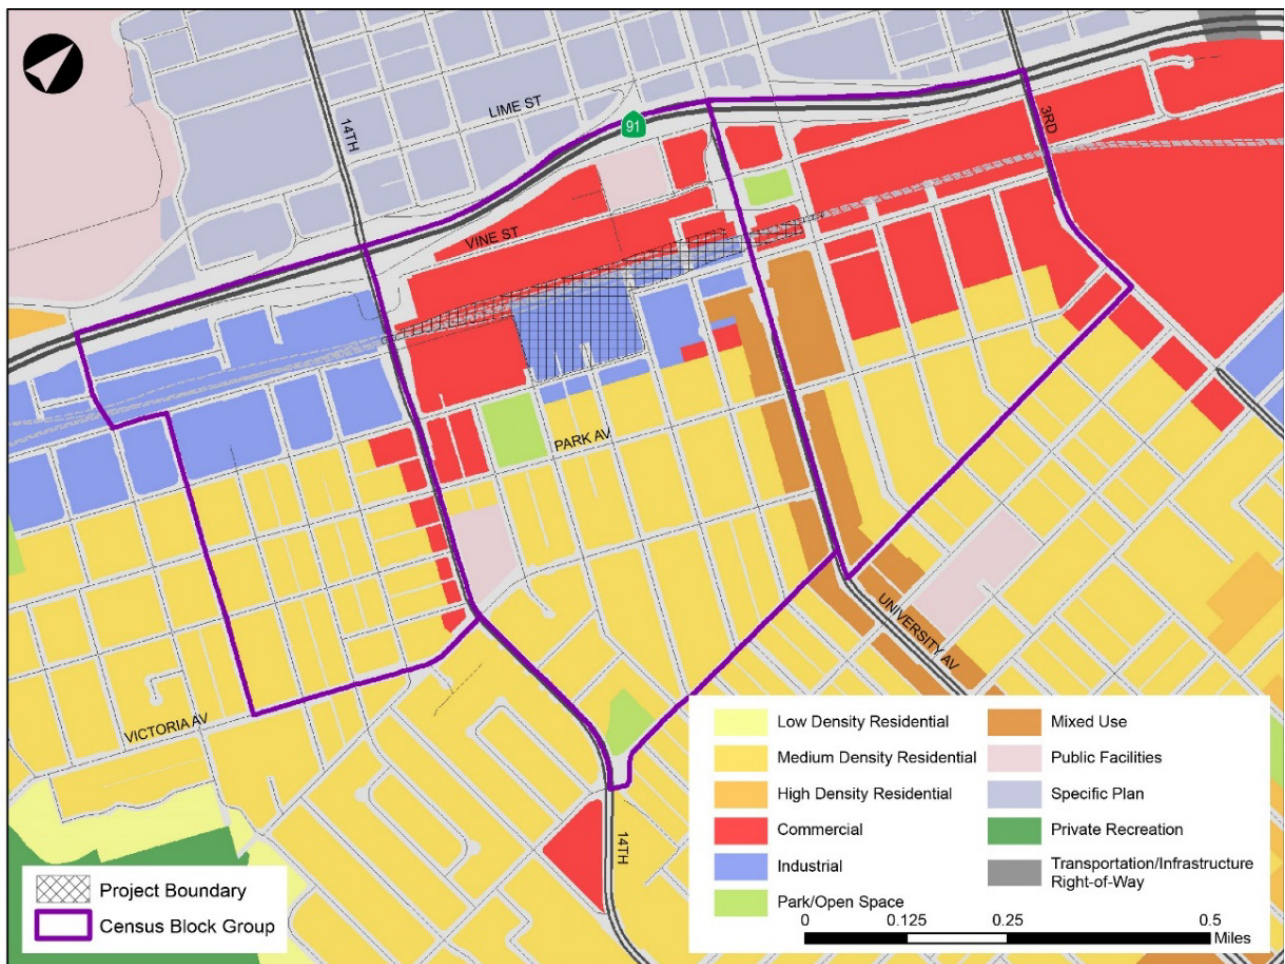 LIME ST
14TH
91
3RD
VINE ST
PARK AV
UNIVERSITY AV
VICTORIA AV
14TH
Project Boundary
Census Block Group
Low Density Residential
Medium Density Residential
High Density Residential
Commercial
Industrial
Park/Open Space
Mixed Use
Public Facilities
Specific Plan
Private Recreation
Transportation/Infrastructure
Right-of-Way
0 0.125 0.25 0.5
Miles